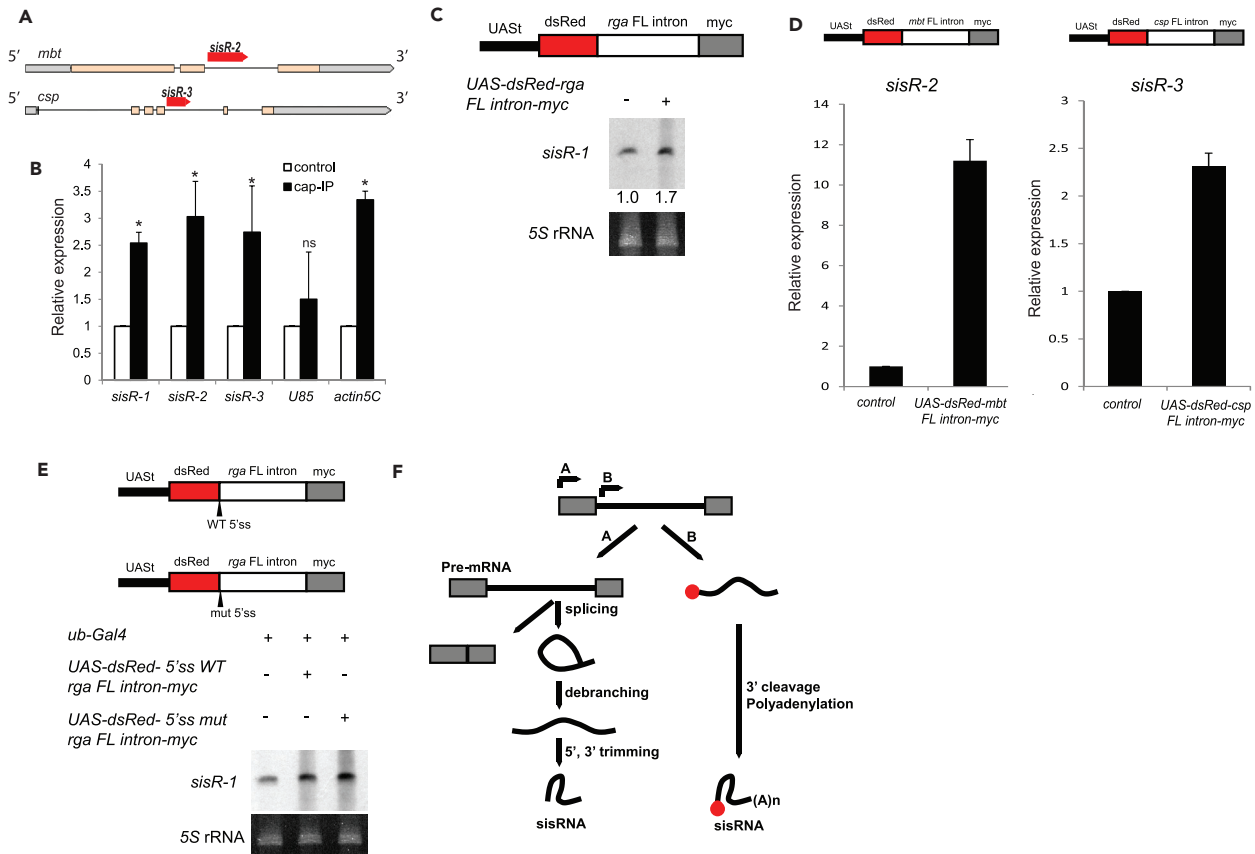 A
5′ mbt sisR-2 3′
5′ csp sisR-3 3′
B
Relative expression
4
3.5
3
2.5
2
1.5
1
0.5
0
control
cap-IP
* * * ns *
sisR-1 sisR-2 sisR-3 U85 actin5C
C
UASt dsRed rga FL intron myc
UAS-dsRed-rga
FL intron-myc - +
sisR-1
1.0 1.7
5S rRNA
D
UASt dsRed mbt FL intron myc
sisR-2
Relative expression
14
12
10
8
6
4
2
0
control UAS-dsRed-mbt
FL intron-myc
UASt dsRed csp FL intron myc
sisR-3
Relative expression
3
2.5
2
1.5
1
0.5
0
control UAS-dsRed-csp
FL intron-myc
E
UASt dsRed rga FL intron myc
WT 5'ss
UASt dsRed rga FL intron myc
mut 5'ss
ub-Gal4 + + +
UAS-dsRed- 5'ss WT
rga FL intron-myc - + -
UAS-dsRed- 5'ss mut
rga FL intron-myc - - +
sisR-1
5S rRNA
F
A B
A B
Pre-mRNA
splicing
debranching
5', 3' trimming
sisRNA
3' cleavage
Polyadenylation
(A)n
sisRNA